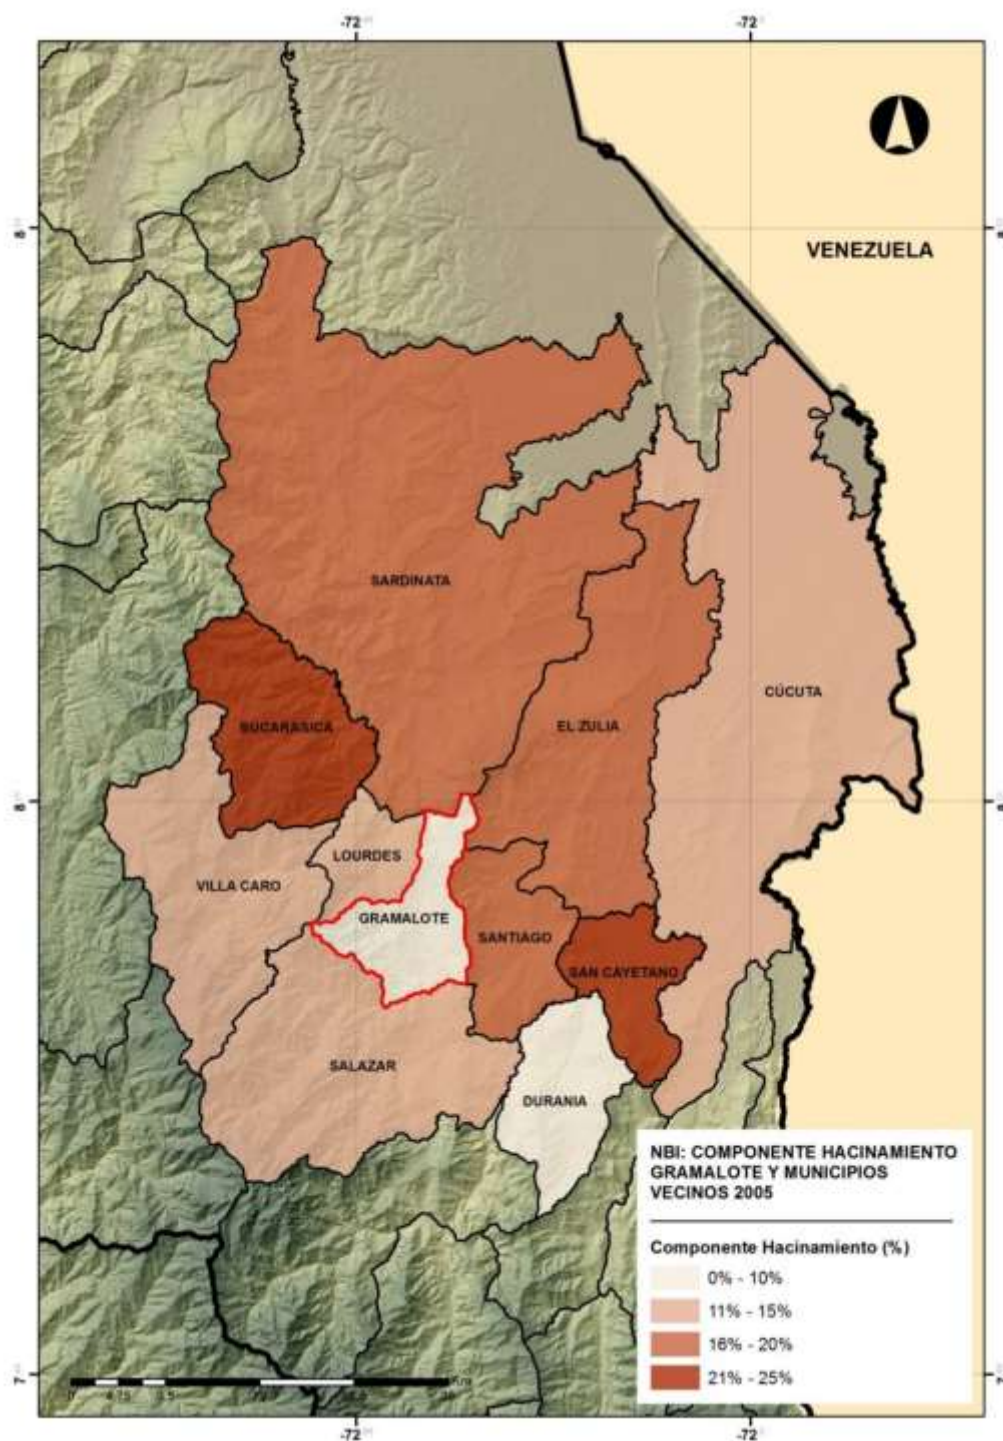 -72
-72
8
8
VENEZUELA
SARDINATA
CÚCUTA
BUCARASICA
EL ZULIA
LOURDES
VILLA CARO
GRAMALOTE
SANTIAGO
SAN CAYETANO
SALAZAR
DURANIA
NBI: COMPONENTE HACINAMIENTO
GRAMALOTE Y MUNICIPIOS
VECINOS 2005
Componente Hacinamiento (%)
0% - 10%
11% - 15%
16% - 20%
21% - 25%
8
8
7
7
0
Km
-72
-72